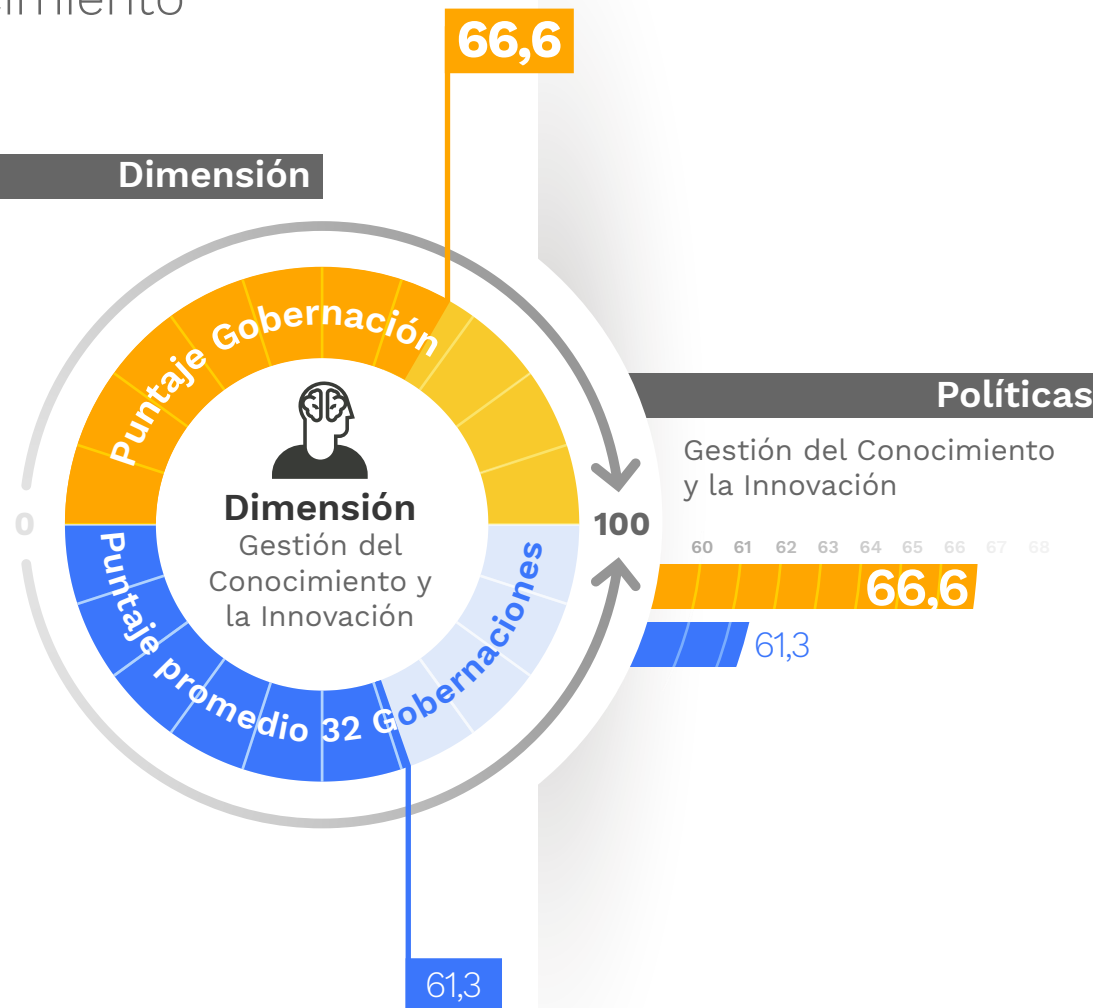 66,6
Dimensión
Puntaje Gobernación
Dimensión
Gestión del
Conocimiento y
la Innovación
0
100
Puntaje promedio 32 Gobernaciones
61,3
Políticas
Gestión del Conocimiento
y la Innovación
60 61 62 63 64 65 66 67 68
66,6
61,3